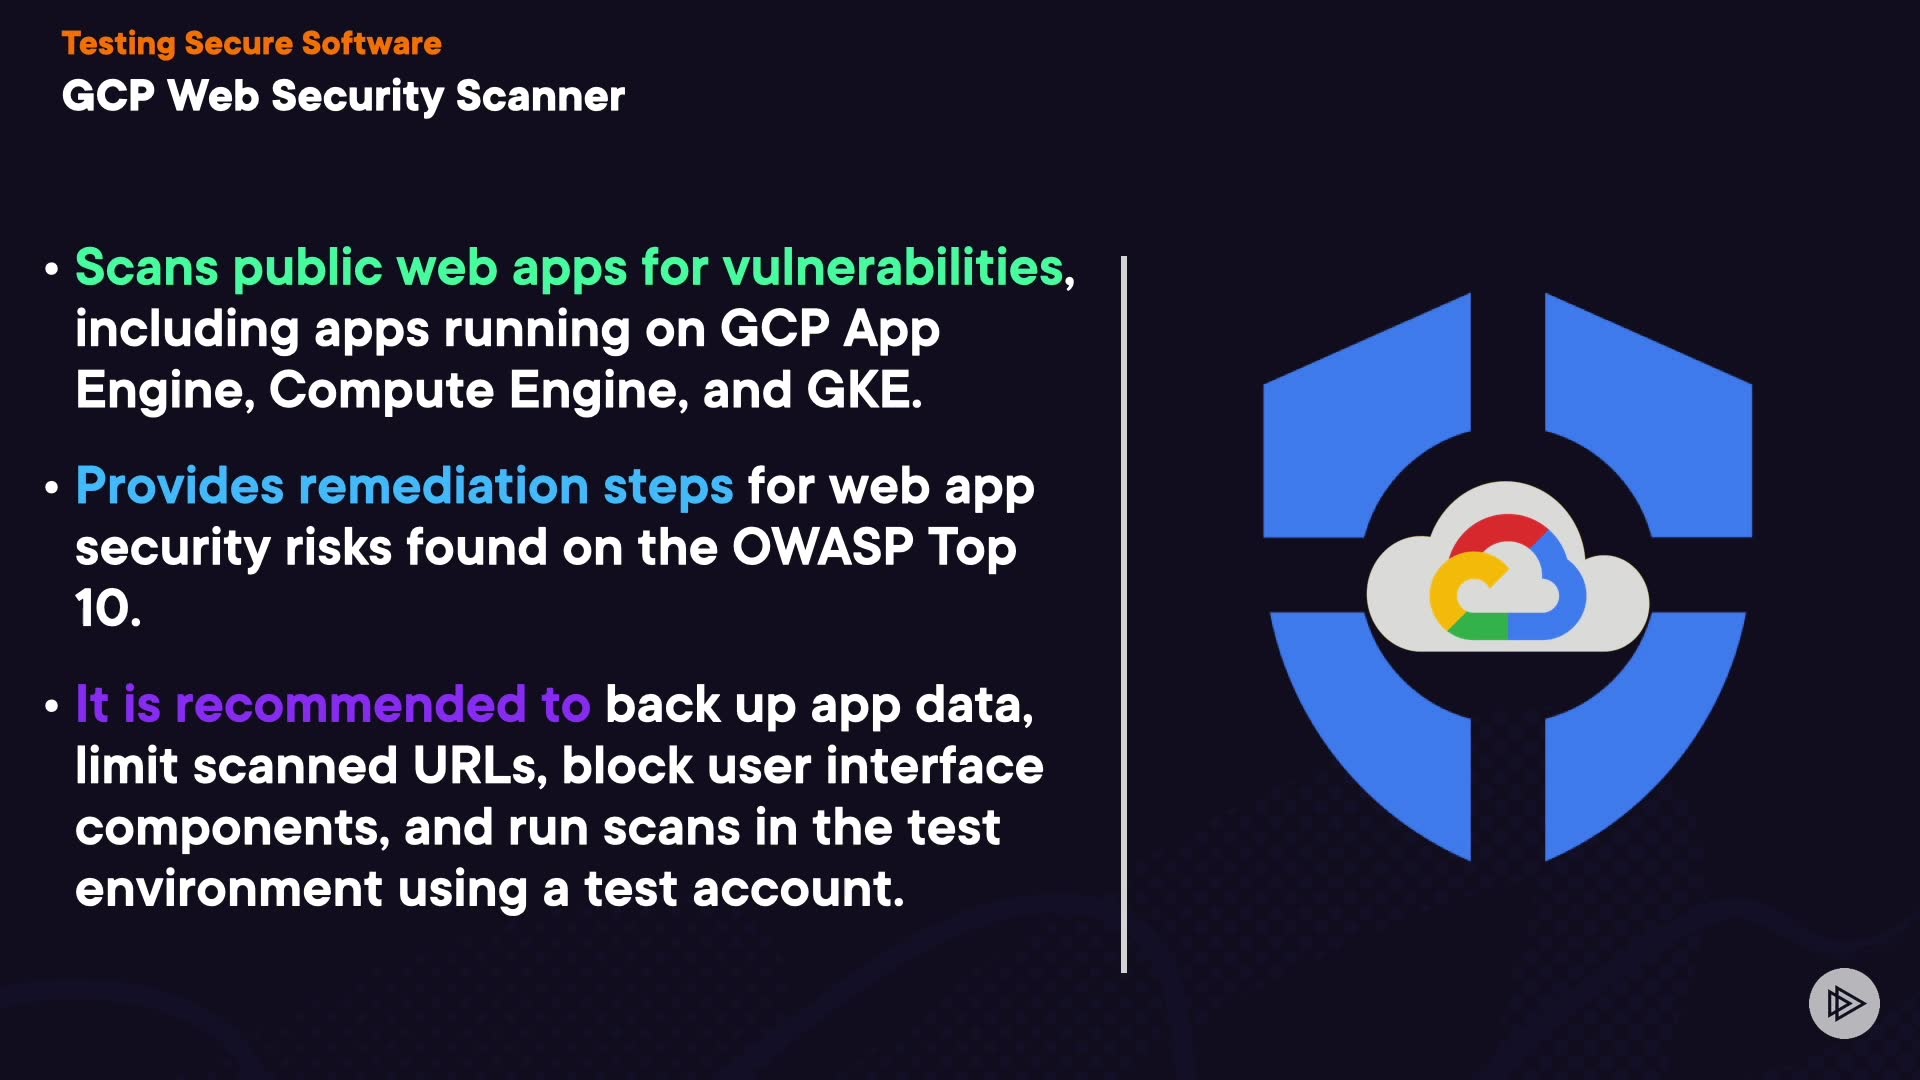 Testing Secure Software
GCP Web Security Scanner
• Scans public web apps for vulnerabilities,
including apps running on GCP App
Engine, Compute Engine, and GKE.
• Provides remediation steps for web app
security risks found on the OWASP Top
10.
• It is recommended to back up app data,
limit scanned URLs, block user interface
components, and run scans in the test
environment using a test account.